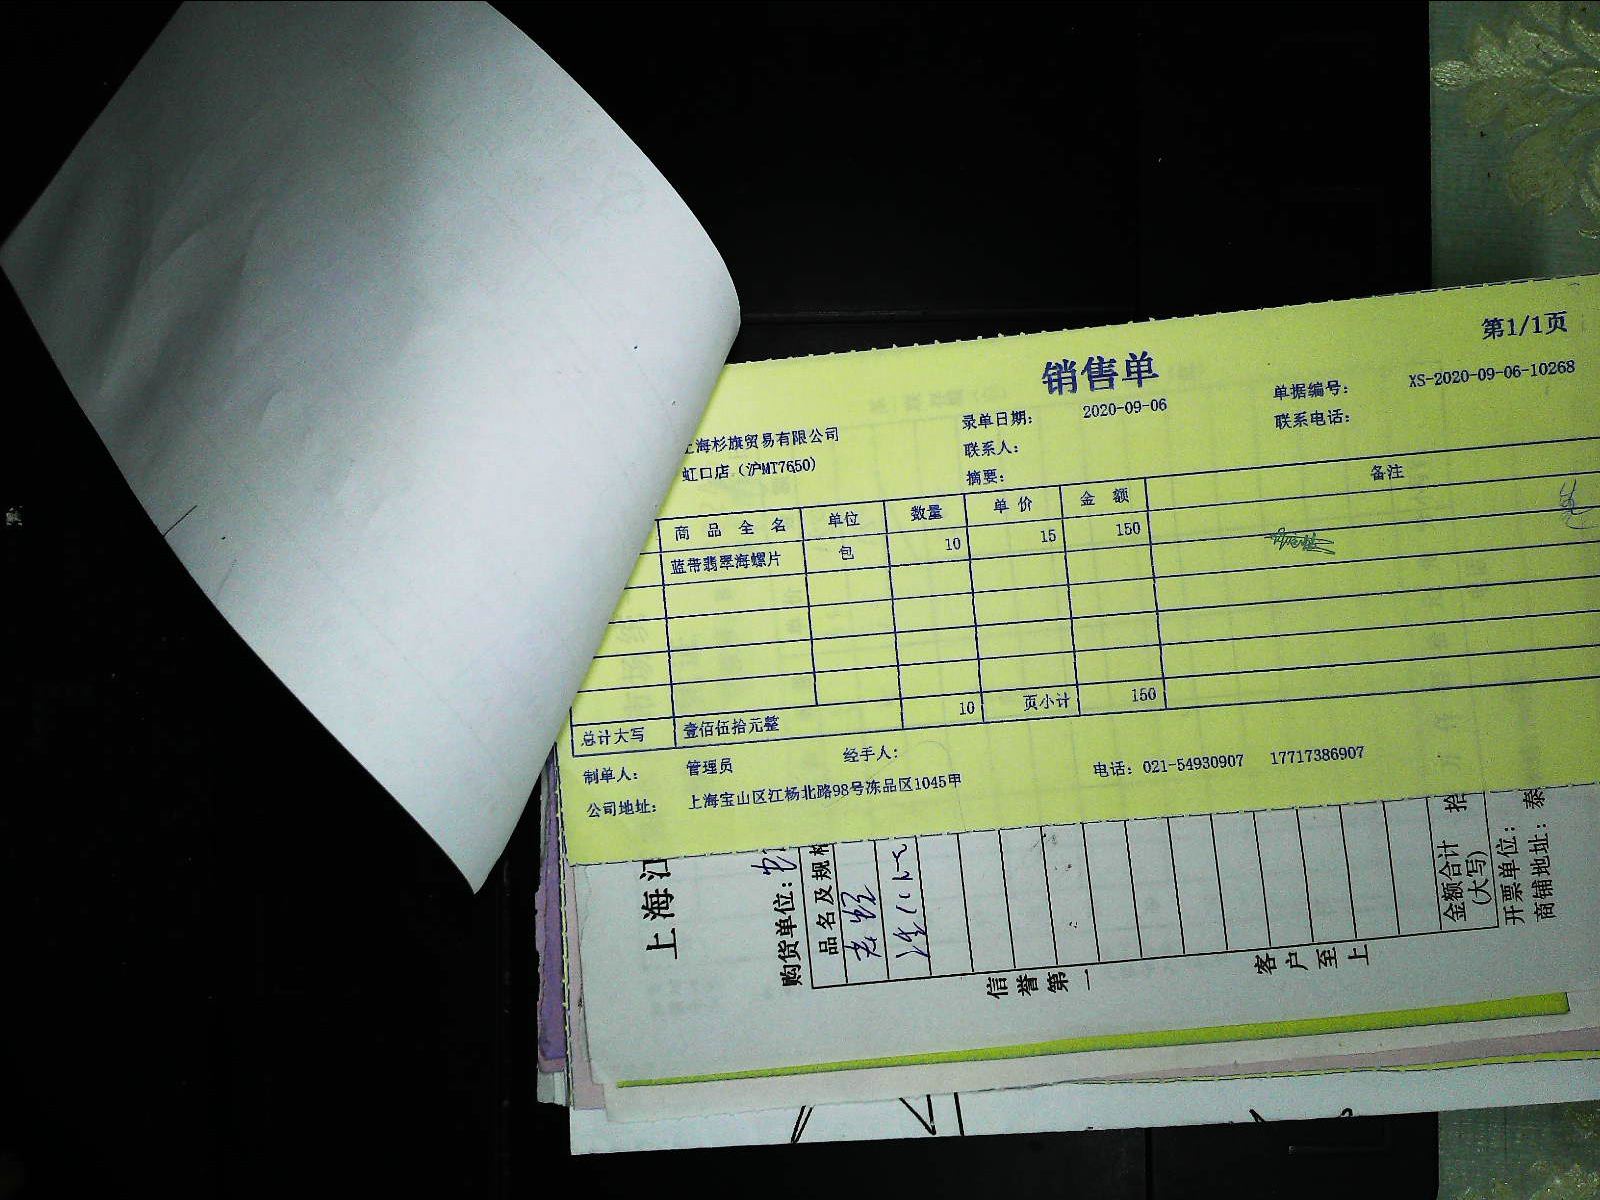 第1/1页
销售单
录单日期： 2020-09-06 单据编号： XS-2020-09-06-10268
上海杉旗贸易有限公司 联系人： 联系电话：
虹口店（沪MT7650） 摘要：
商 品 全 名 单位 数量 单 价 金 额 备注
蓝带翡翠海螺片 包 10 15 150
总计大写 壹佰伍拾元整 10 页小计 150
制单人： 管理员 经手人：
公司地址： 上海宝山区江杨北路98号冻品区1045甲 电话：021-54930907 17717386907
上海江
购货单位：
品名及规格
金额合计 拾
(大写)
开票单位：
商铺地址：泰
信誉第一 客户至上